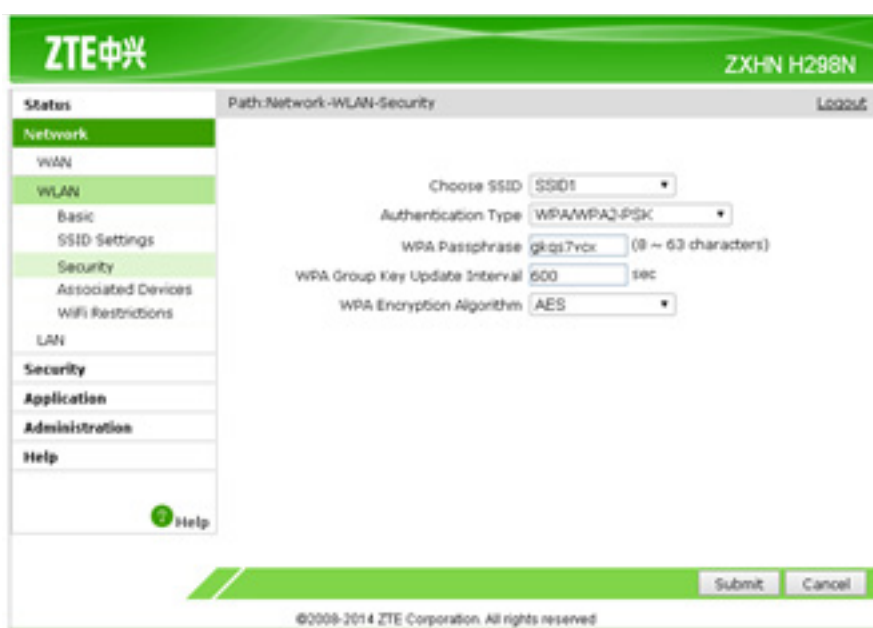 ZTE中兴
ZXHN H298N
Status
Path:Network-WLAN-Security
Logout
Network
WAN
WLAN
Basic
SSID Settings
Security
Associated Devices
WiFi Restrictions
LAN
Security
Application
Administration
Help
Help
Choose SSID SSID1
Authentication Type WPA/WPA2-PSK
WPA Passphrase gkqs7vcx (8 ~ 63 characters)
WPA Group Key Update Interval 600 sec
WPA Encryption Algorithm AES
Submit Cancel
©2008-2014 ZTE Corporation. All rights reserved